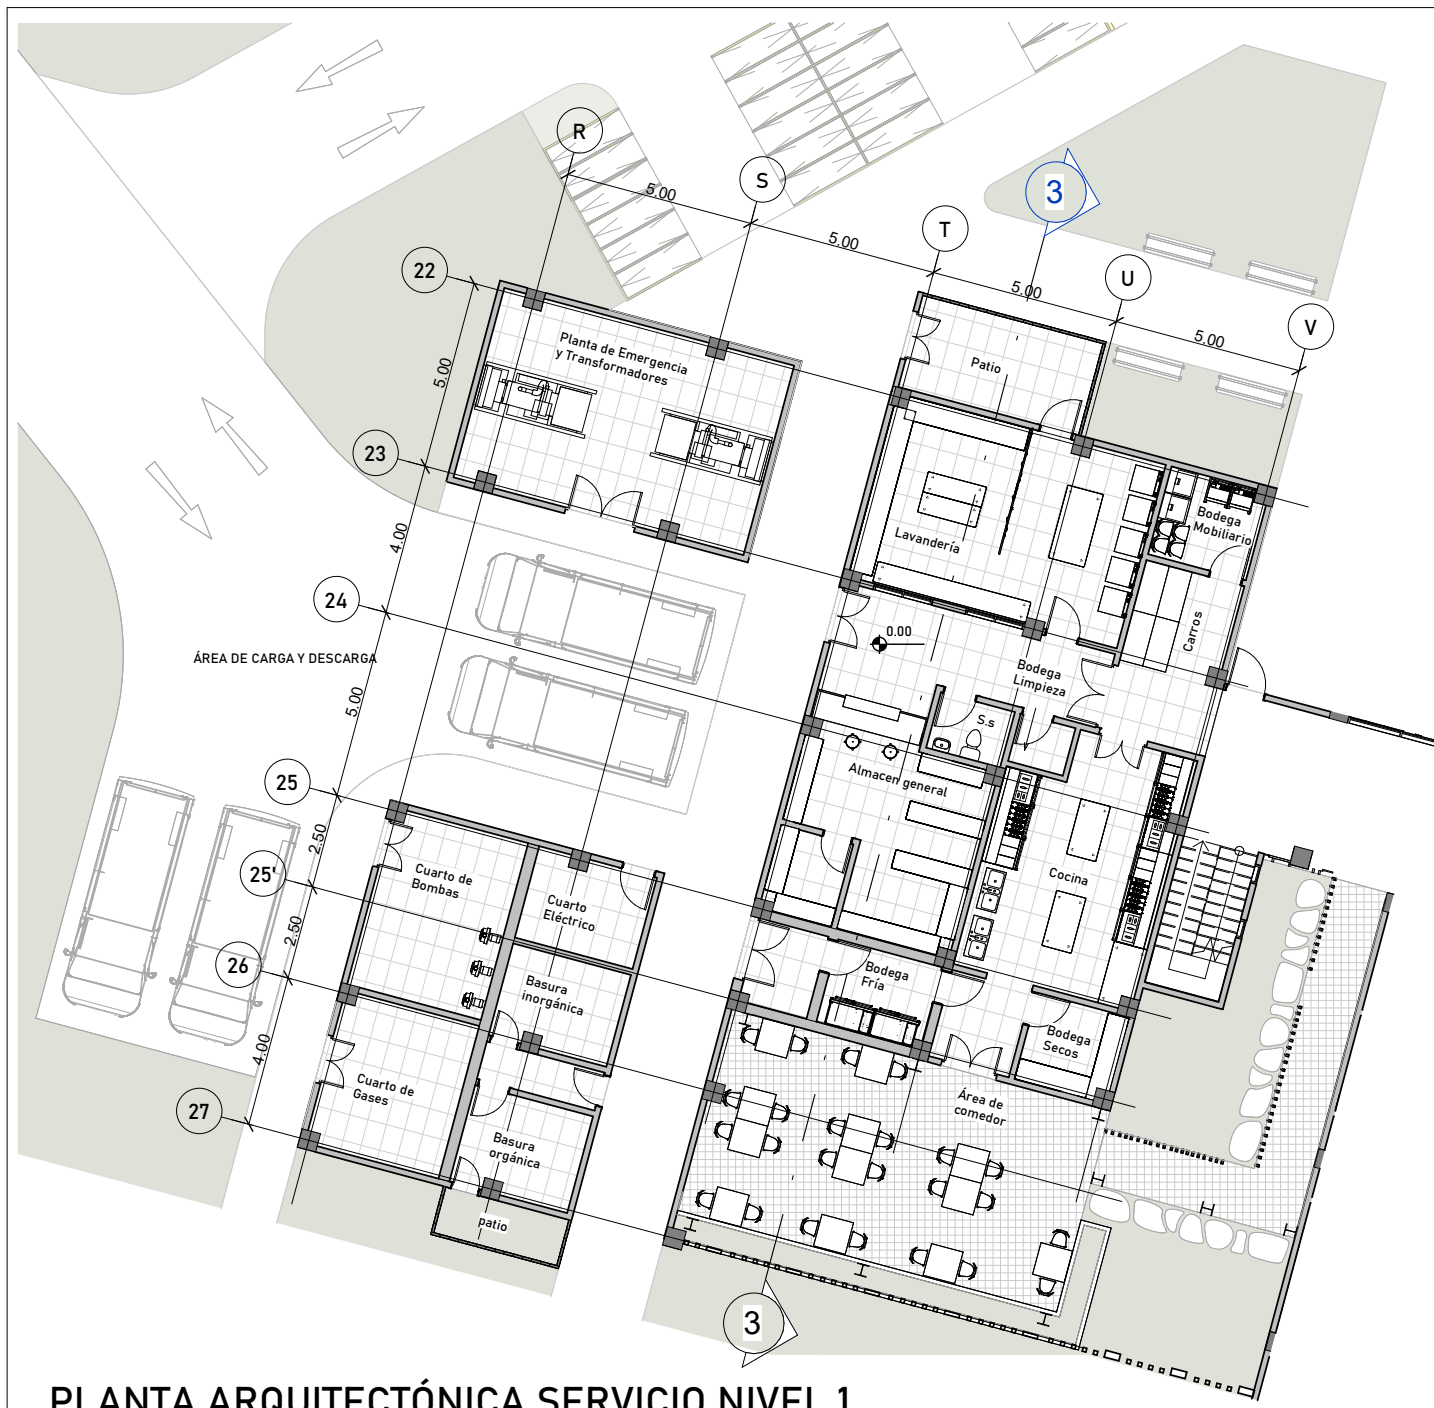 R
S
T
U
V
5.00
5.00
5.00
5.00
3
22
23
24
25
25'
26
27
5.00
4.00
5.00
2.50
2.50
4.00
Planta de Emergencia
y Transformadores
Patio
Lavandería
Bodega
Mobiliario
Carros
0.00
Bodega
Limpieza
S.s
ÁREA DE CARGA Y DESCARGA
Almacen general
Cocina
Cuarto de
Bombas
Cuarto
Eléctrico
Basura
inorgánica
Bodega
Fría
Bodega
Secos
Cuarto de
Gases
Área de
comedor
Basura
orgánica
patio
3
PLANTA ARQUITECTÓNICA SERVICIO NIVEL 1